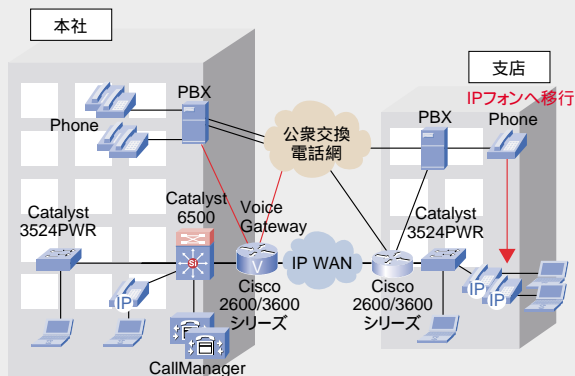 本社
支店
IPフォンへ移行
PBX
Phone
公衆交換
電話網
PBX
Phone
Catalyst
3524PWR
Catalyst
6500
Voice
Gateway
Catalyst
3524PWR
SI
V
IP WAN
IP
IP
IP
Cisco
2600/3600
シリーズ
Cisco
2600/3600
シリーズ
CallManager